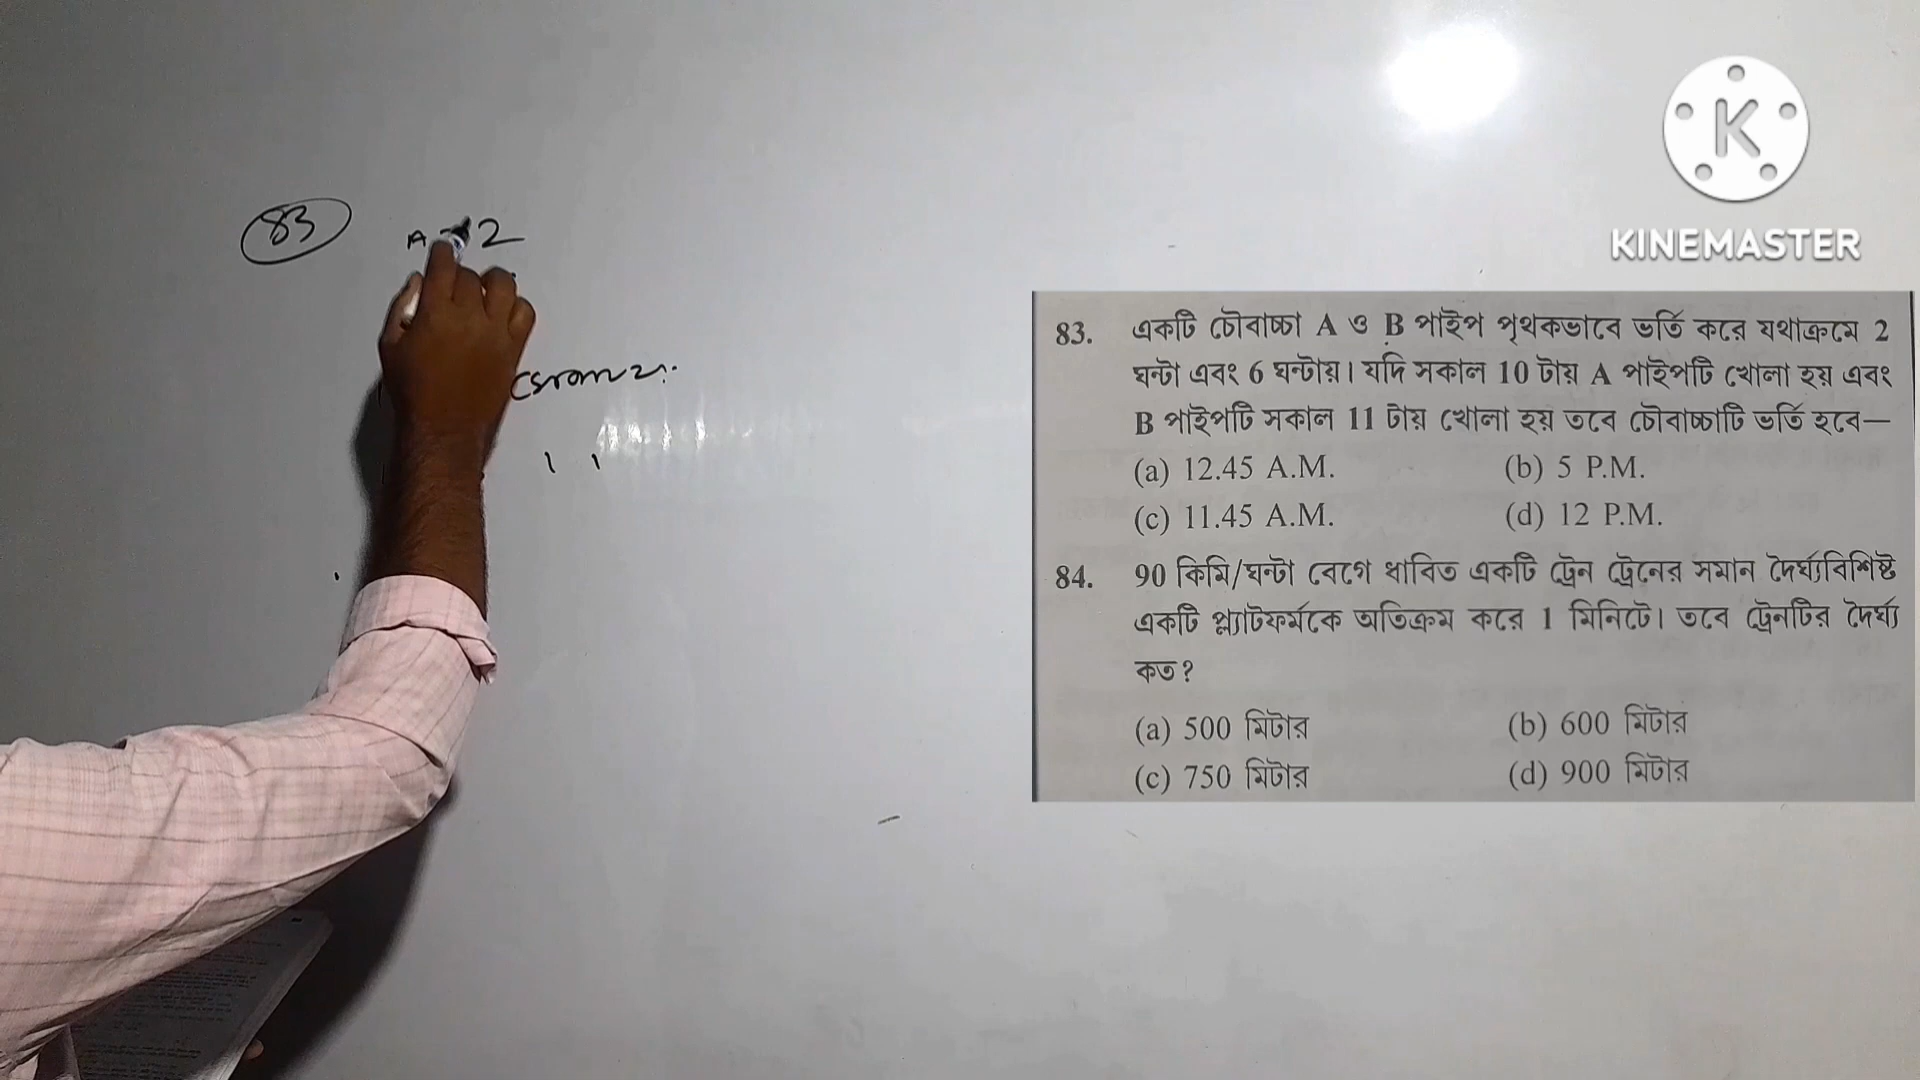 83
A → 2
KINEMASTER
83. একটি চৌবাচ্চা A ও B পাইপ পৃথকভাবে ভর্তি করে যথাক্রমে 2
ঘন্টা এবং 6 ঘন্টায়। যদি সকাল 10 টায় A পাইপটি খোলা হয় এবং
B পাইপটি সকাল 11 টায় খোলা হয় তবে চৌবাচ্চাটি ভর্তি হবে—
(a) 12.45 A.M. (b) 5 P.M.
(c) 11.45 A.M. (d) 12 P.M.
84. 90 কিমি/ঘন্টা বেগে ধাবিত একটি ট্রেন ট্রেনের সমান দৈর্ঘ্যবিশিষ্ট
একটি প্ল্যাটফর্মকে অতিক্রম করে 1 মিনিটে। তবে ট্রেনটির দৈর্ঘ্য
কত?
(a) 500 মিটার (b) 600 মিটার
(c) 750 মিটার (d) 900 মিটার